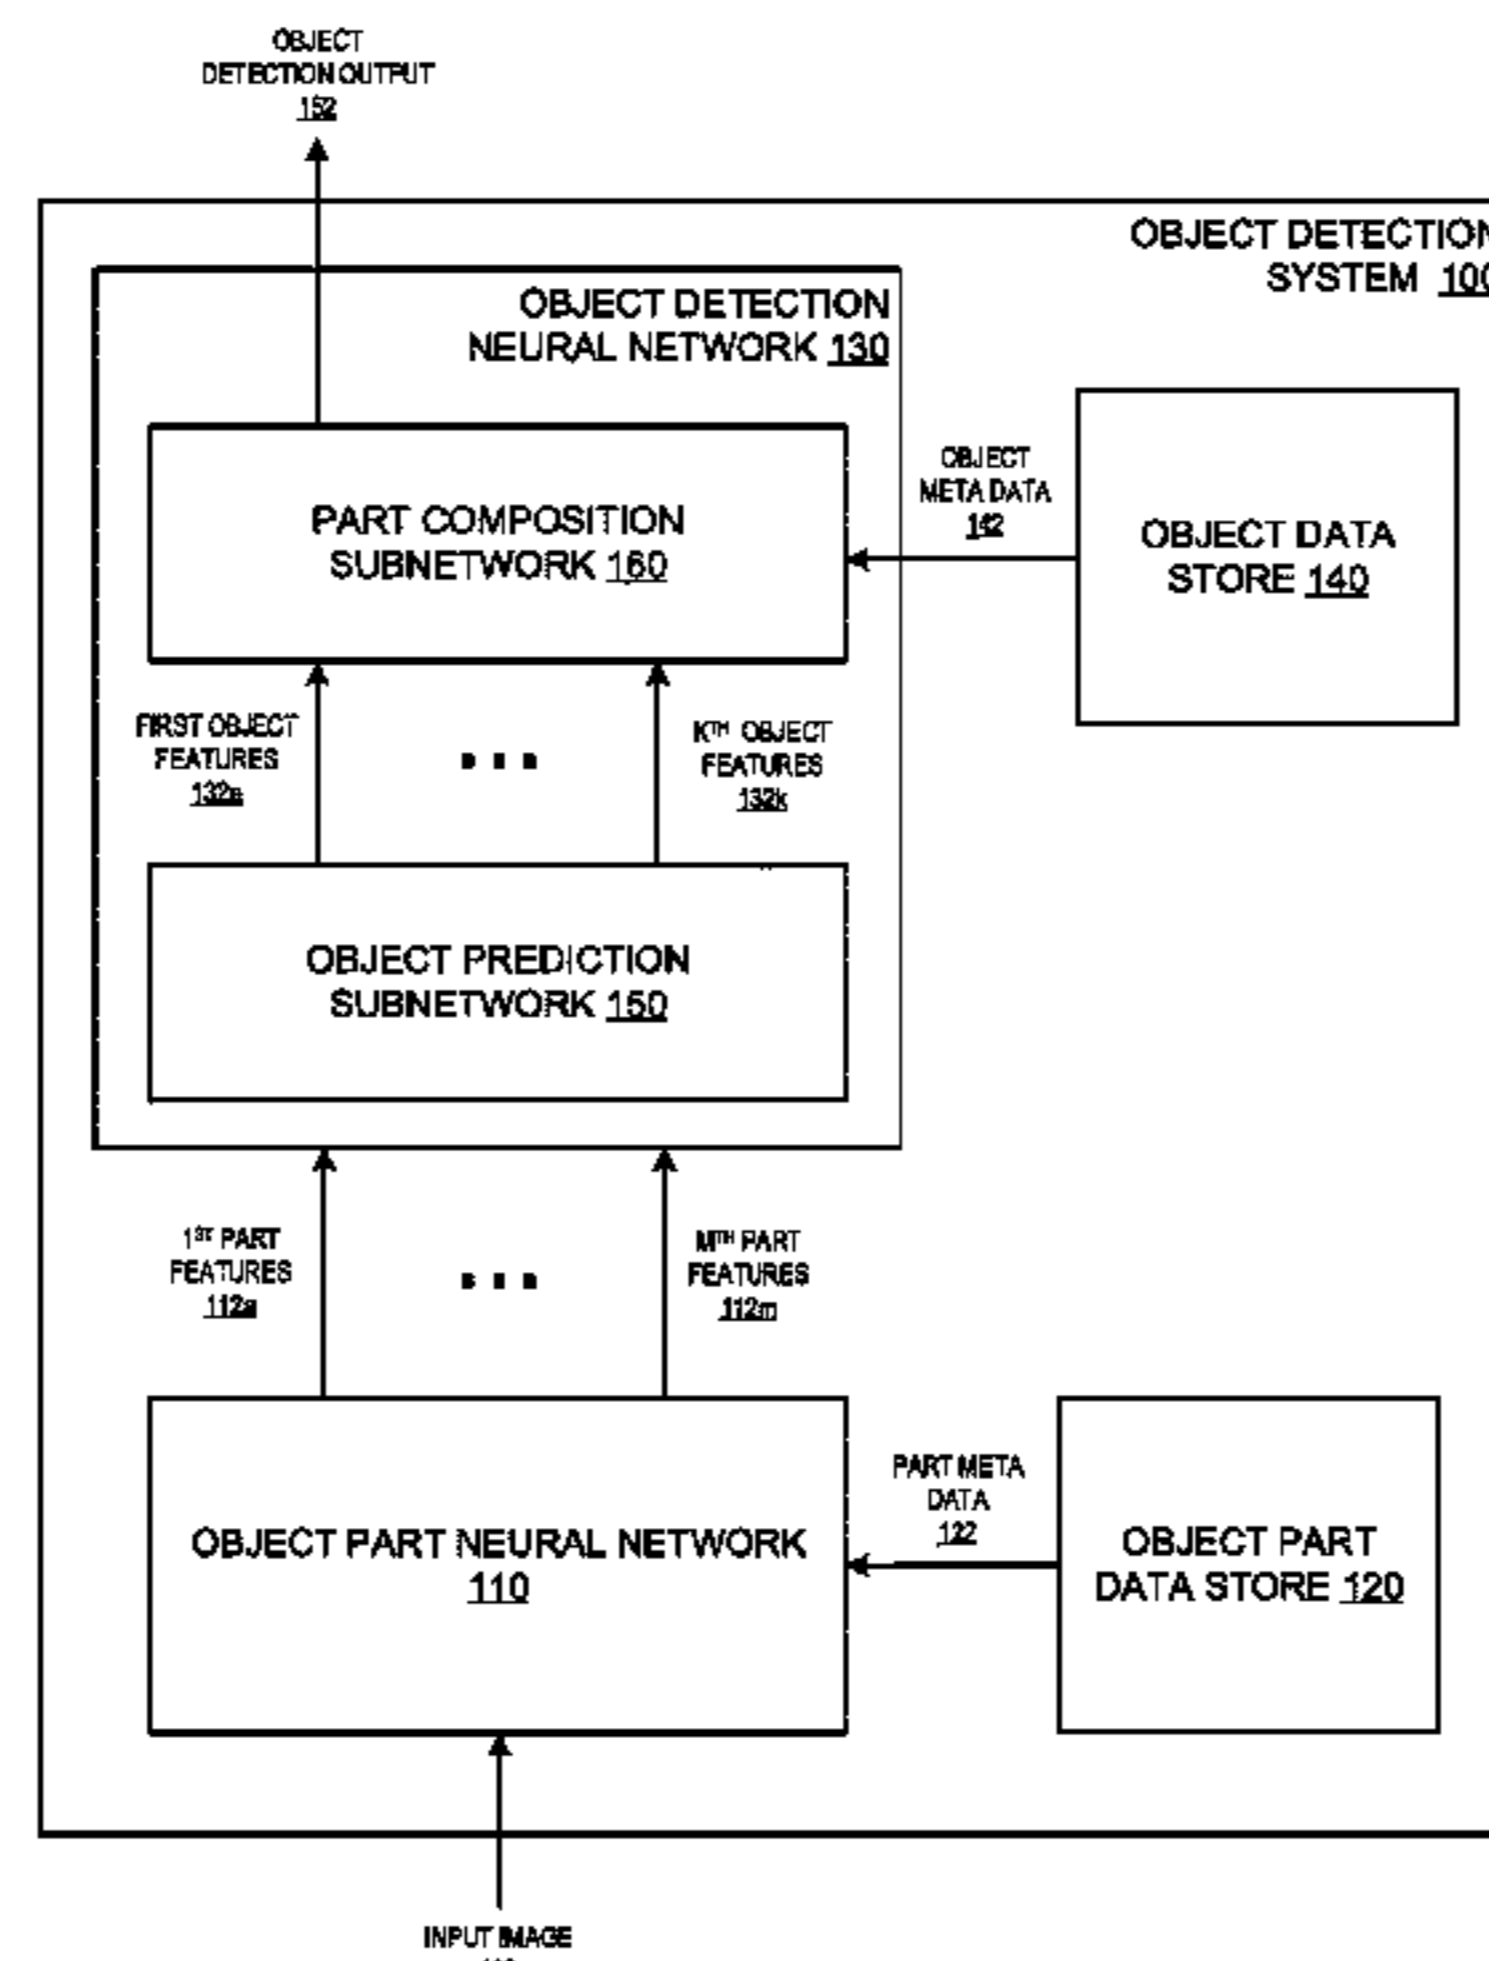 OBJECT
DETECTION OUTPUT
152
OBJECT DETECTION
SYSTEM 100
OBJECT DETECTION
NEURAL NETWORK 130
PART COMPOSITION
SUBNETWORK 160
OBJECT
META DATA
142
OBJECT DATA
STORE 140
FIRST OBJECT
FEATURES
132a
...
KTH OBJECT
FEATURES
132k
OBJECT PREDICTION
SUBNETWORK 150
1ST PART
FEATURES
112a
...
MTH PART
FEATURES
112m
OBJECT PART NEURAL NETWORK
110
PART META
DATA
122
OBJECT PART
DATA STORE 120
INPUT IMAGE